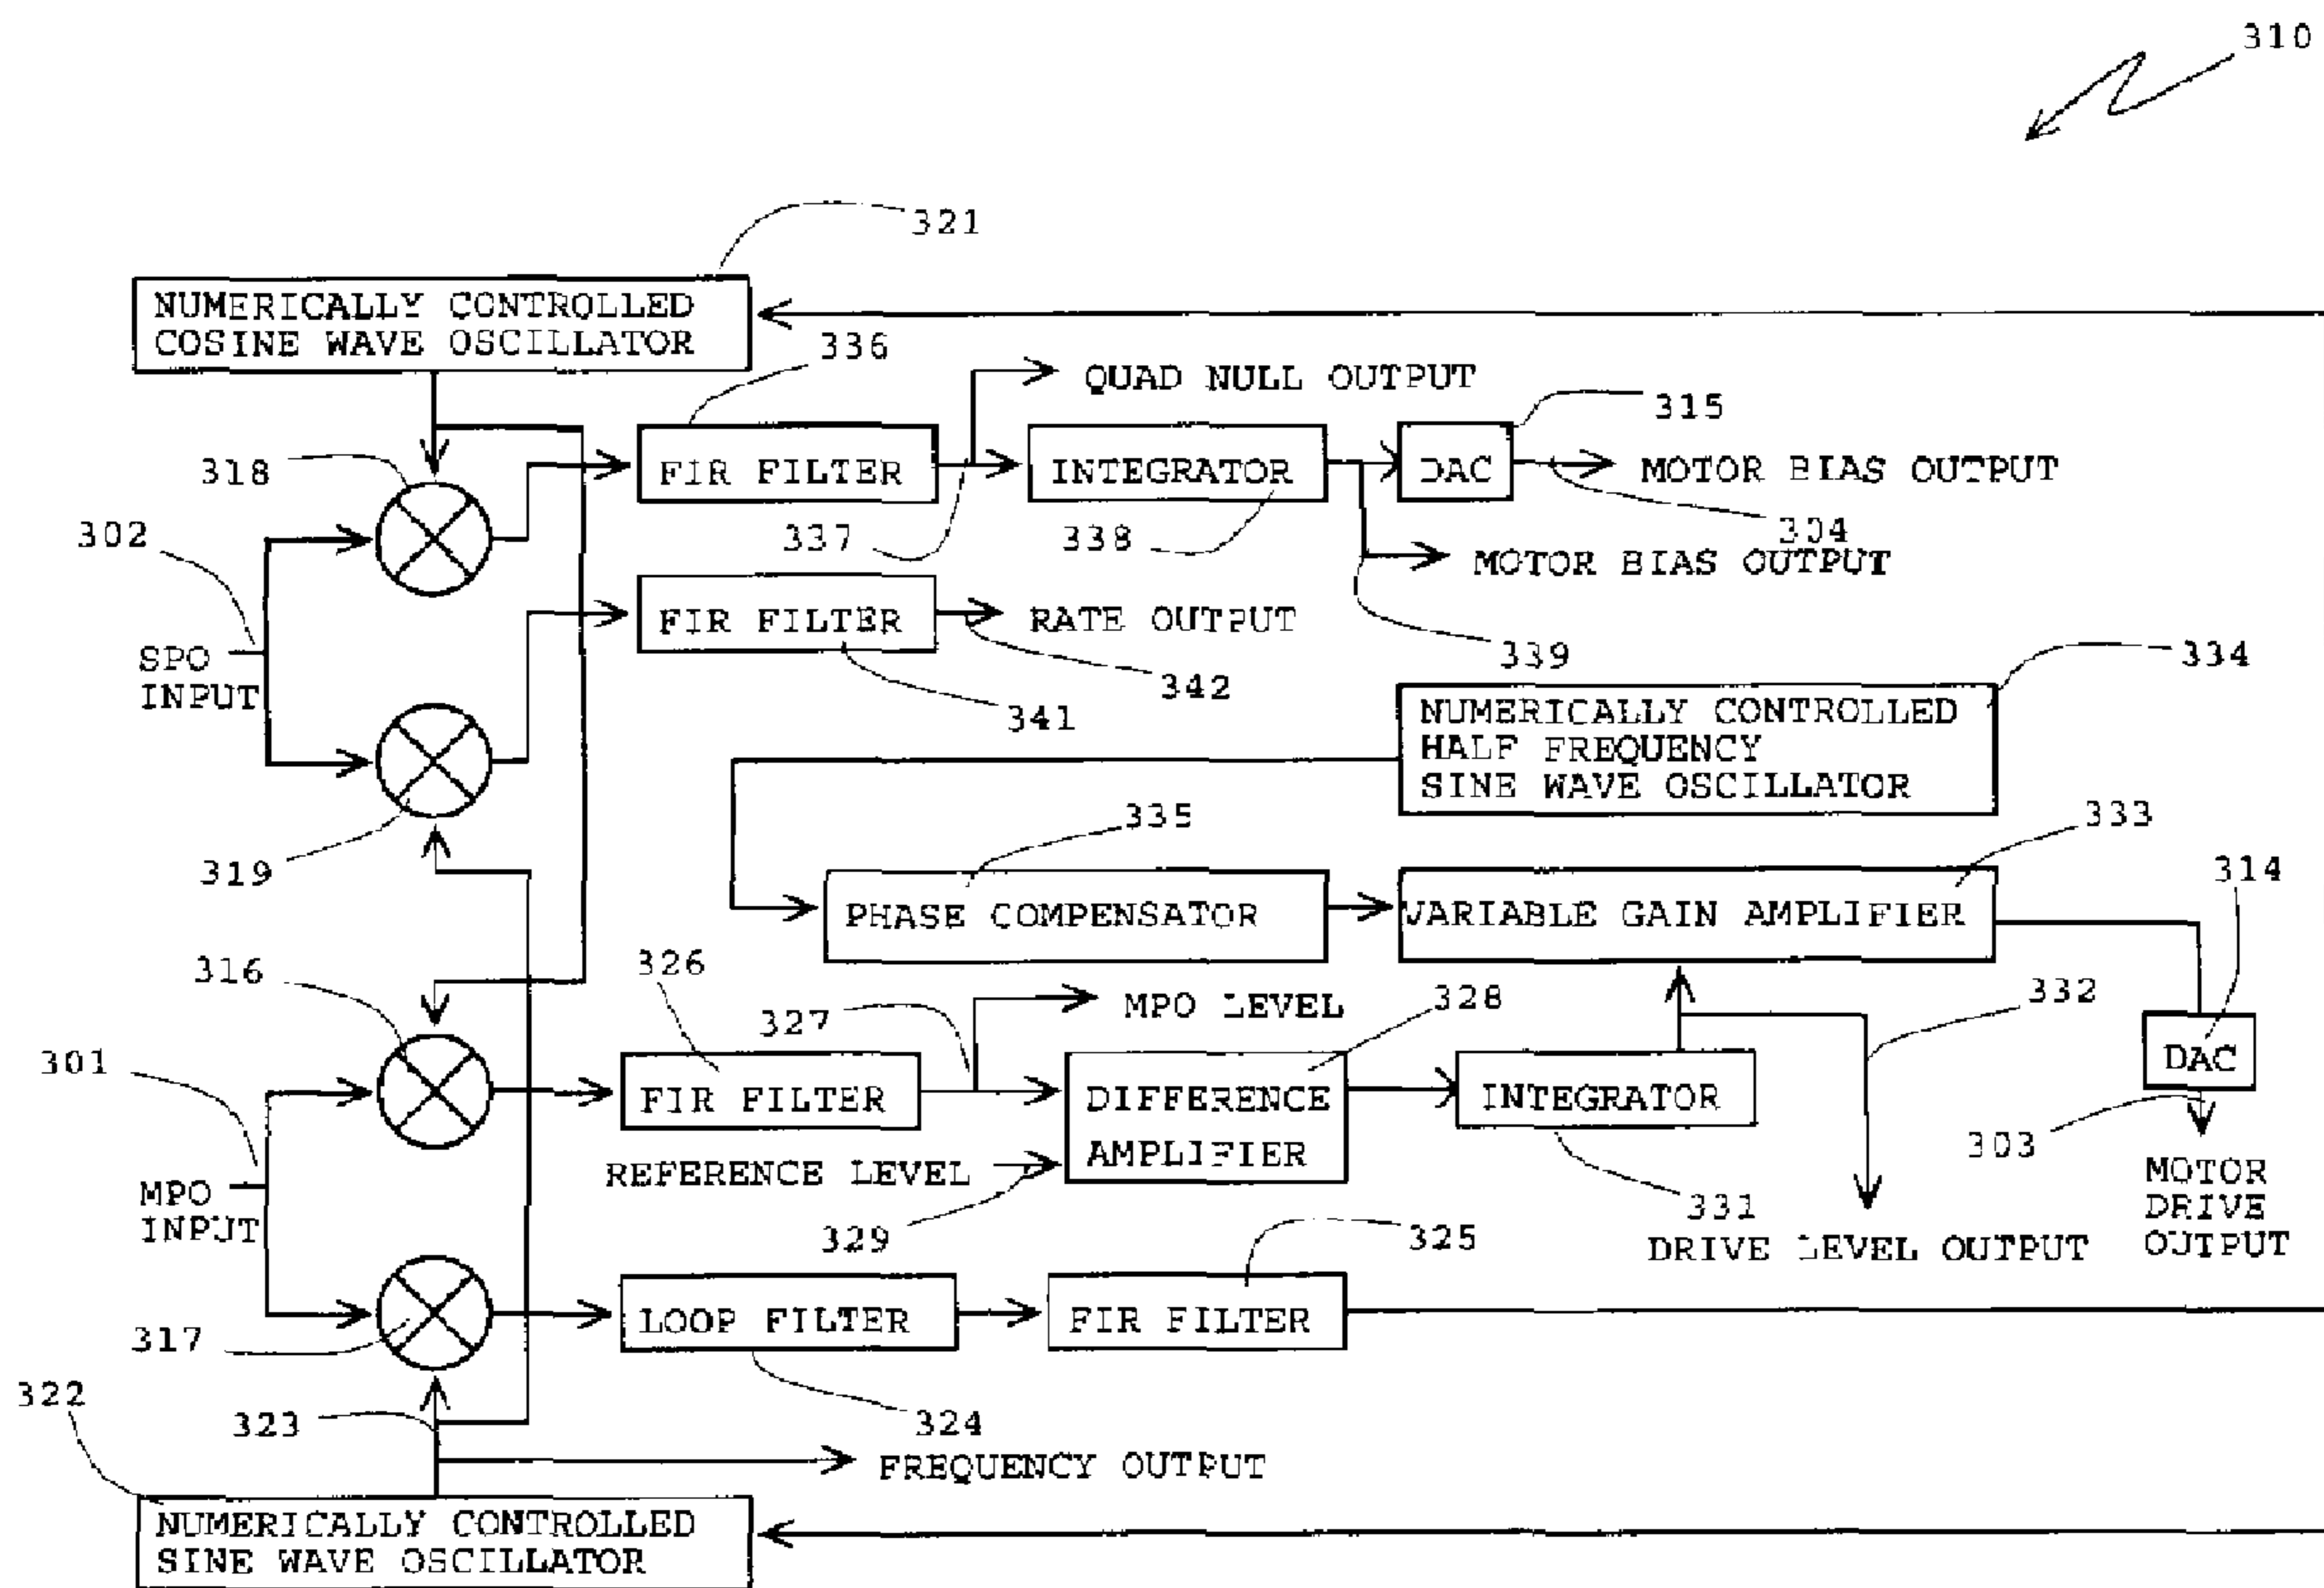 310
321
NUMERICALLY CONTROLLED
COSINE WAVE OSCILLATOR
336
QUAD NULL OUTPUT
315
318
FIR FILTER
INTEGRATOR
DAC
MOTOR BIAS OUTPUT
302
337
338
304
MOTOR BIAS OUTPUT
FIR FILTER
RATE OUTPUT
SPO
INPUT
342
339
334
341
NUMERICALLY CONTROLLED
HALF FREQUENCY
SINE WAVE OSCILLATOR
335
333
319
314
PHASE COMPENSATOR
VARIABLE GAIN AMPLIFIER
316
326
327
MPO LEVEL
328
332
301
FIR FILTER
DIFFERENCE
AMPLIFIER
INTEGRATOR
DAC
303
REFERENCE LEVEL
MPO
INPUT
329
331
325
DRIVE LEVEL OUTPUT
MOTOR
DRIVE
OUTPUT
317
LOOP FILTER
FIR FILTER
322
323
324
FREQUENCY OUTPUT
NUMERICALLY CONTROLLED
SINE WAVE OSCILLATOR